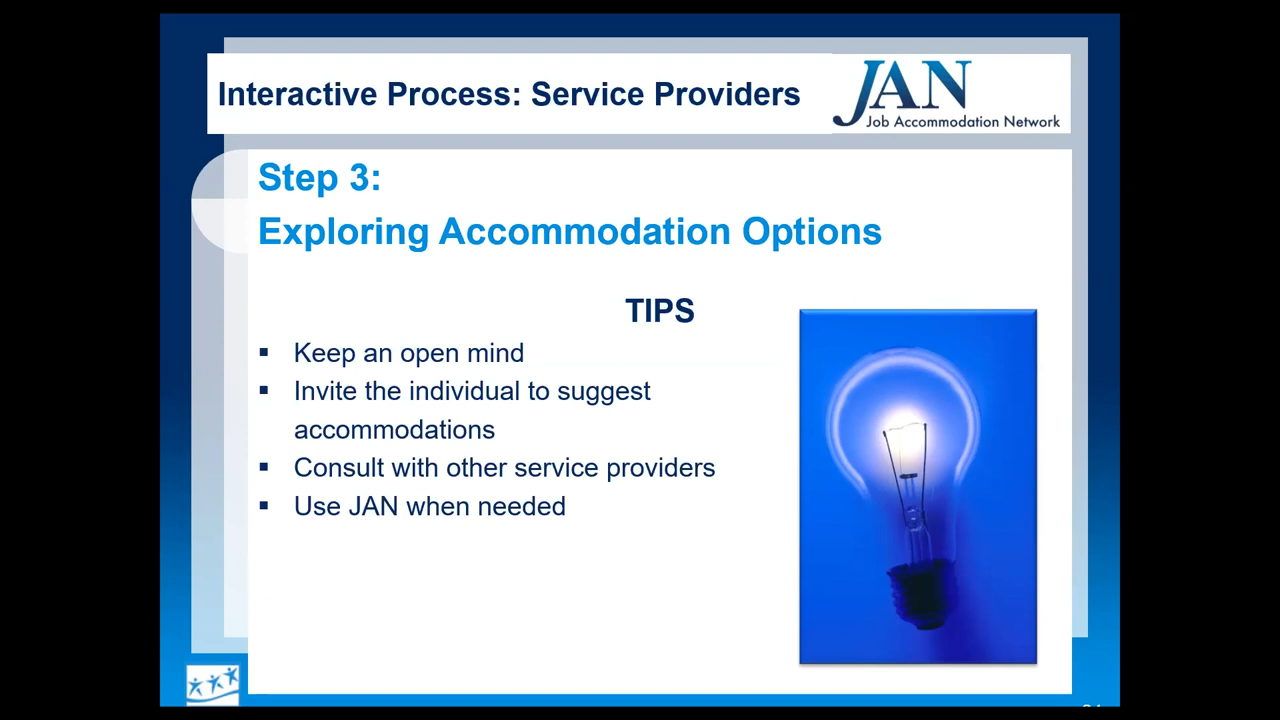 Interactive Process: Service Providers
JAN
Job Accommodation Network
Step 3:
Exploring Accommodation Options
TIPS
▪ Keep an open mind
▪ Invite the individual to suggest
accommodations
▪ Consult with other service providers
▪ Use JAN when needed